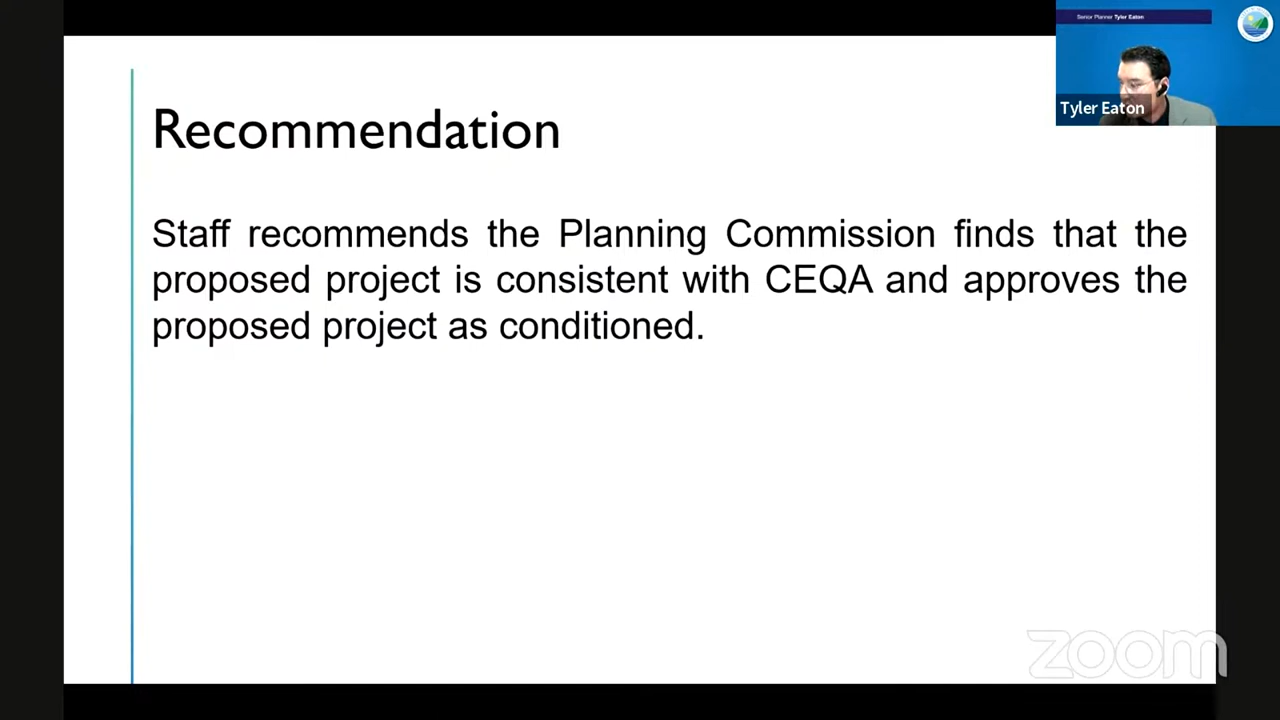 Senior Planner Tyler Eaton
Tyler Eaton
Recommendation
Staff recommends the Planning Commission finds that the
proposed project is consistent with CEQA and approves the
proposed project as conditioned.
zoom